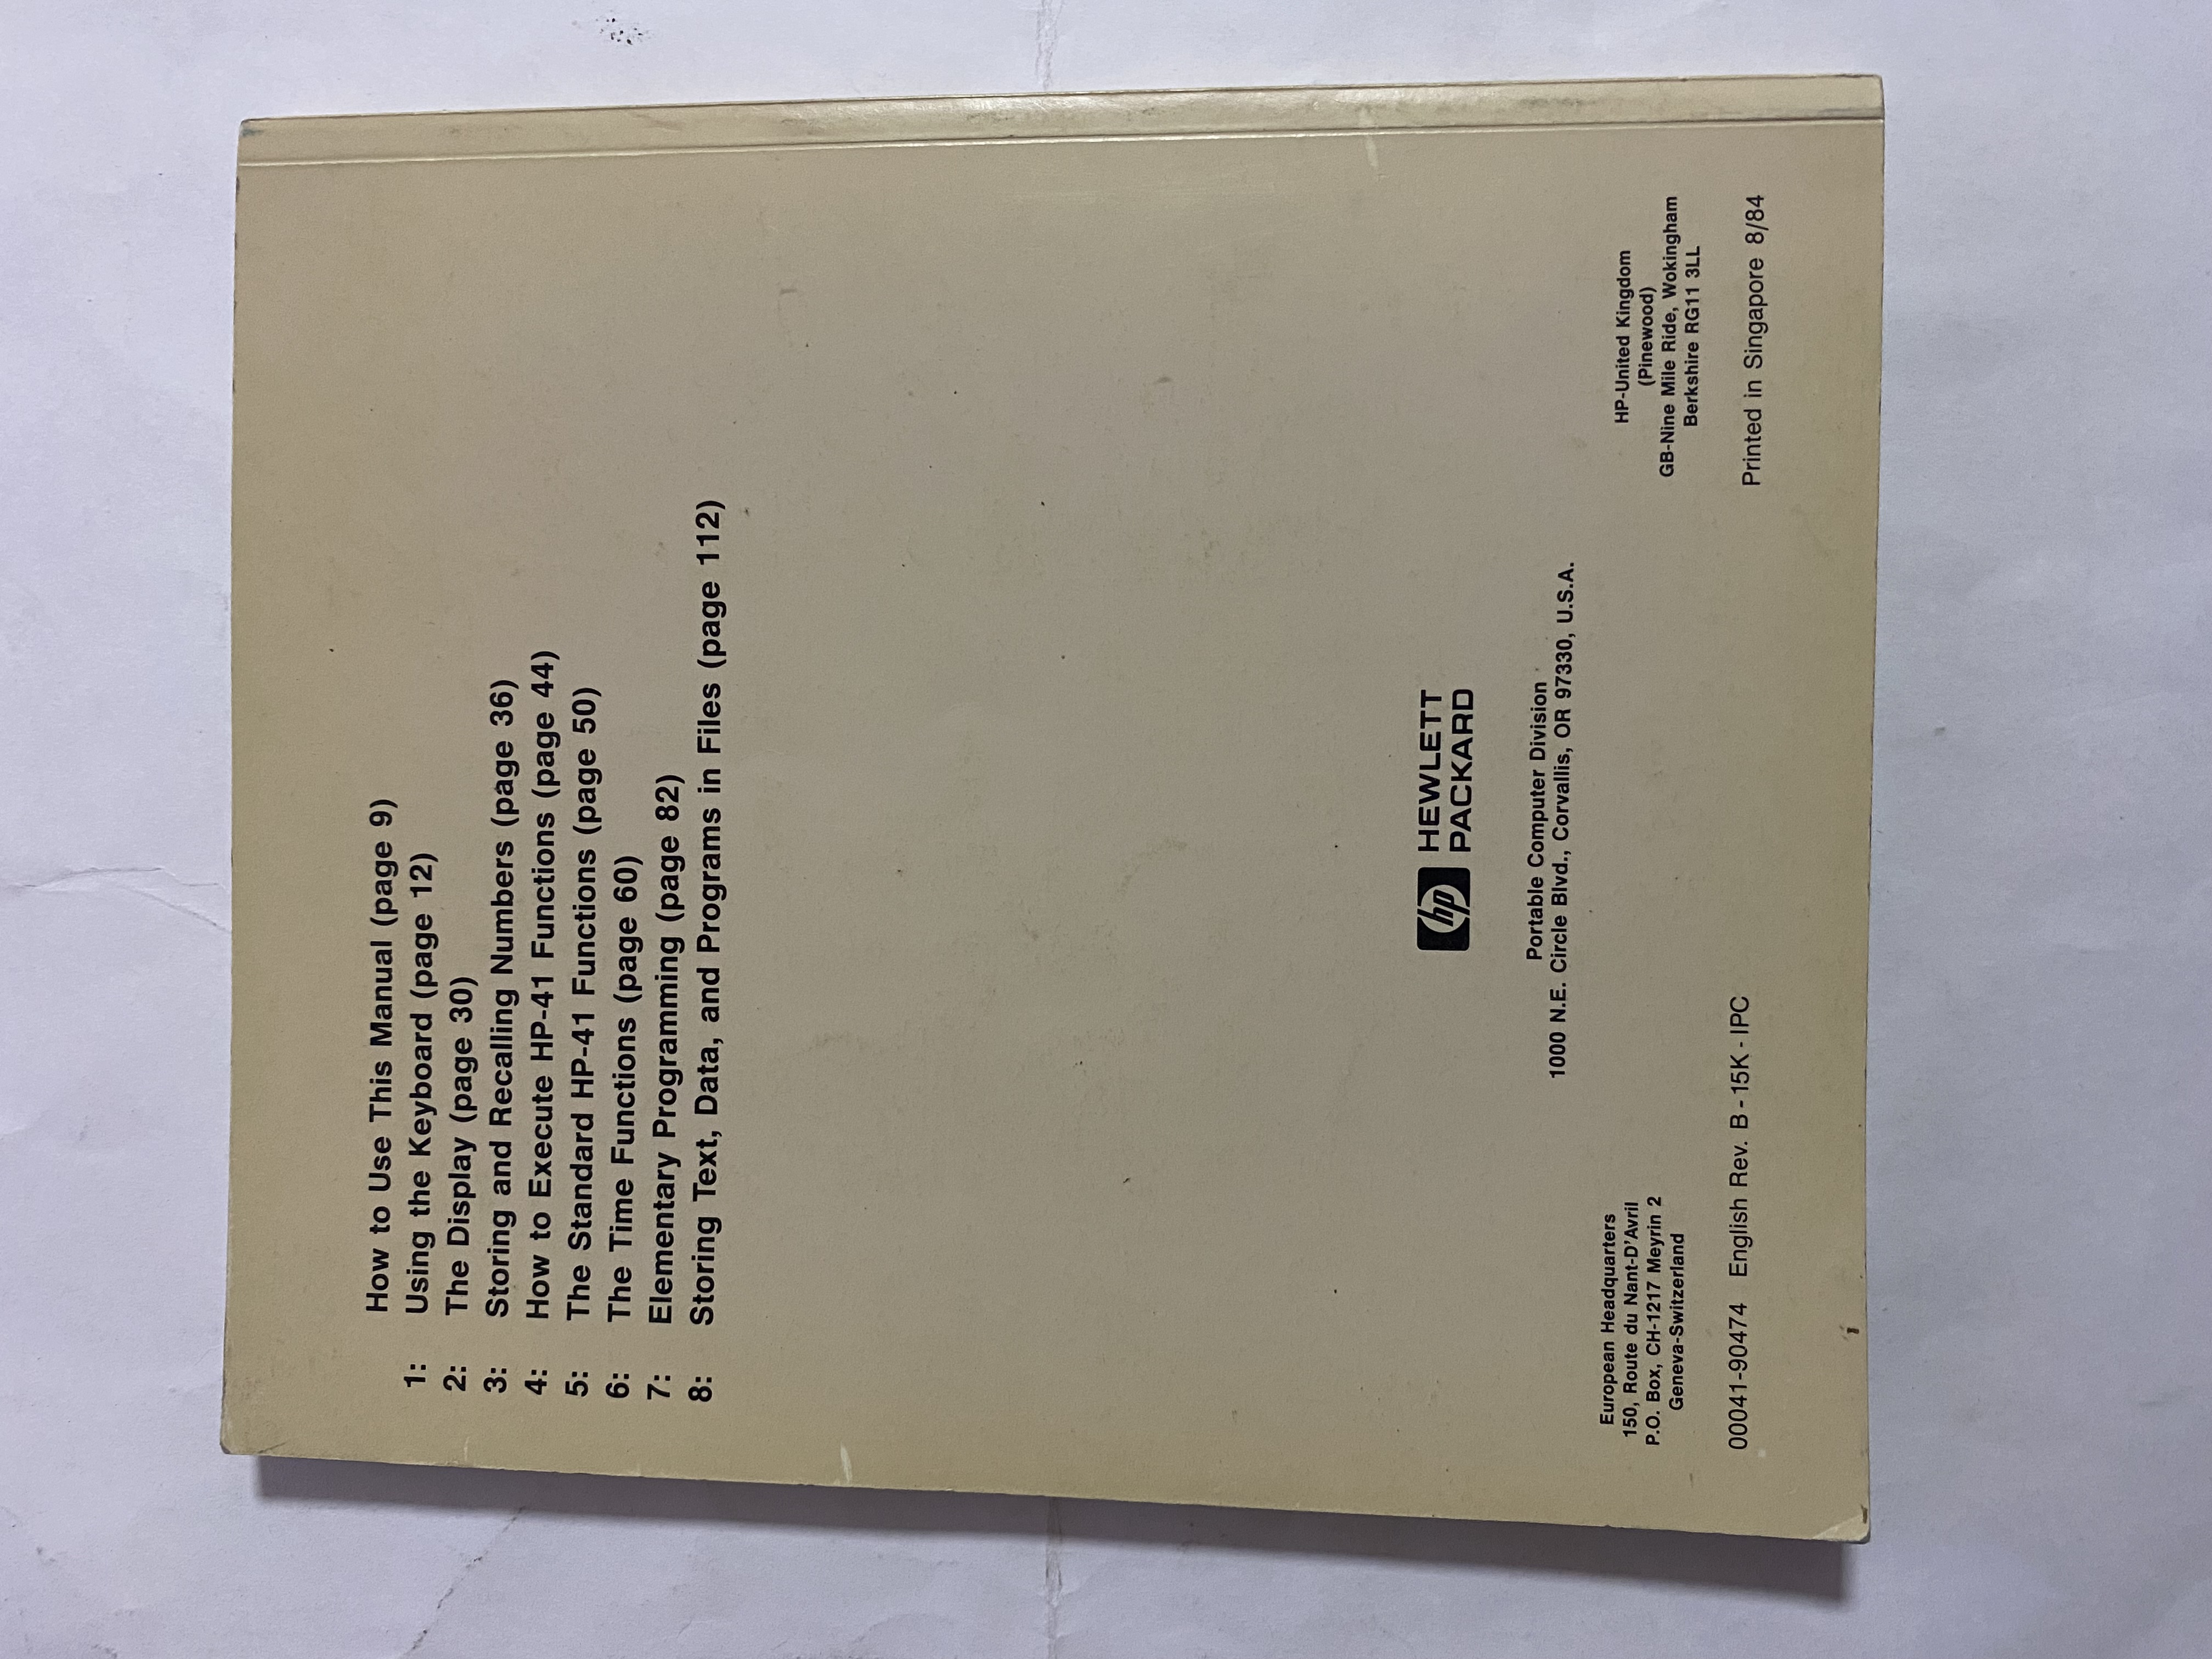 How to Use This Manual (page 9)
1: Using the Keyboard (page 12)
2: The Display (page 30)
3: Storing and Recalling Numbers (page 36)
4: How to Execute HP-41 Functions (page 44)
5: The Standard HP-41 Functions (page 50)
6: The Time Functions (page 60)
7: Elementary Programming (page 82)
8: Storing Text, Data, and Programs in Files (page 112)
hp HEWLETT
PACKARD
Portable Computer Division
1000 N.E. Circle Blvd., Corvallis, OR 97330, U.S.A.
European Headquarters
150, Route du Nant-D'Avril
P.O. Box, CH-1217 Meyrin 2
Geneva-Switzerland
HP-United Kingdom
(Pinewood)
GB-Nine Mile Ride, Wokingham
Berkshire RG11 3LL
00041-90474 English Rev. B - 15K - IPC
Printed in Singapore 8/84